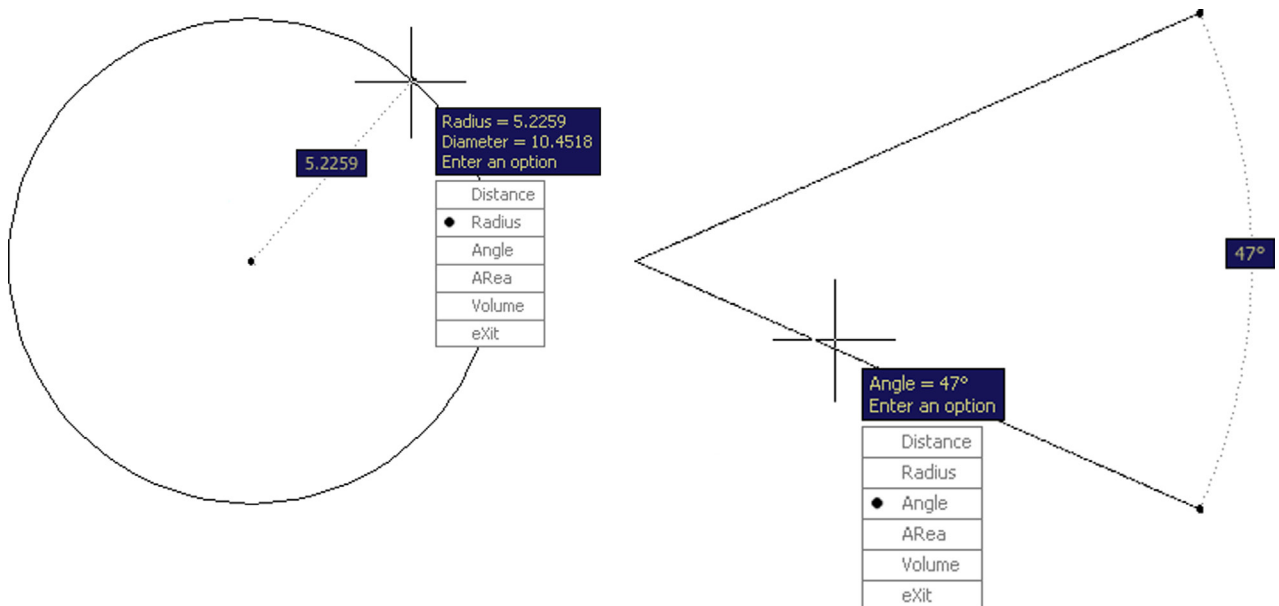 5.2259
Radius = 5.2259
Diameter = 10.4518
Enter an option
Distance
Radius
Angle
ARea
Volume
eXit
47°
Angle = 47°
Enter an option
Distance
Radius
Angle
ARea
Volume
eXit